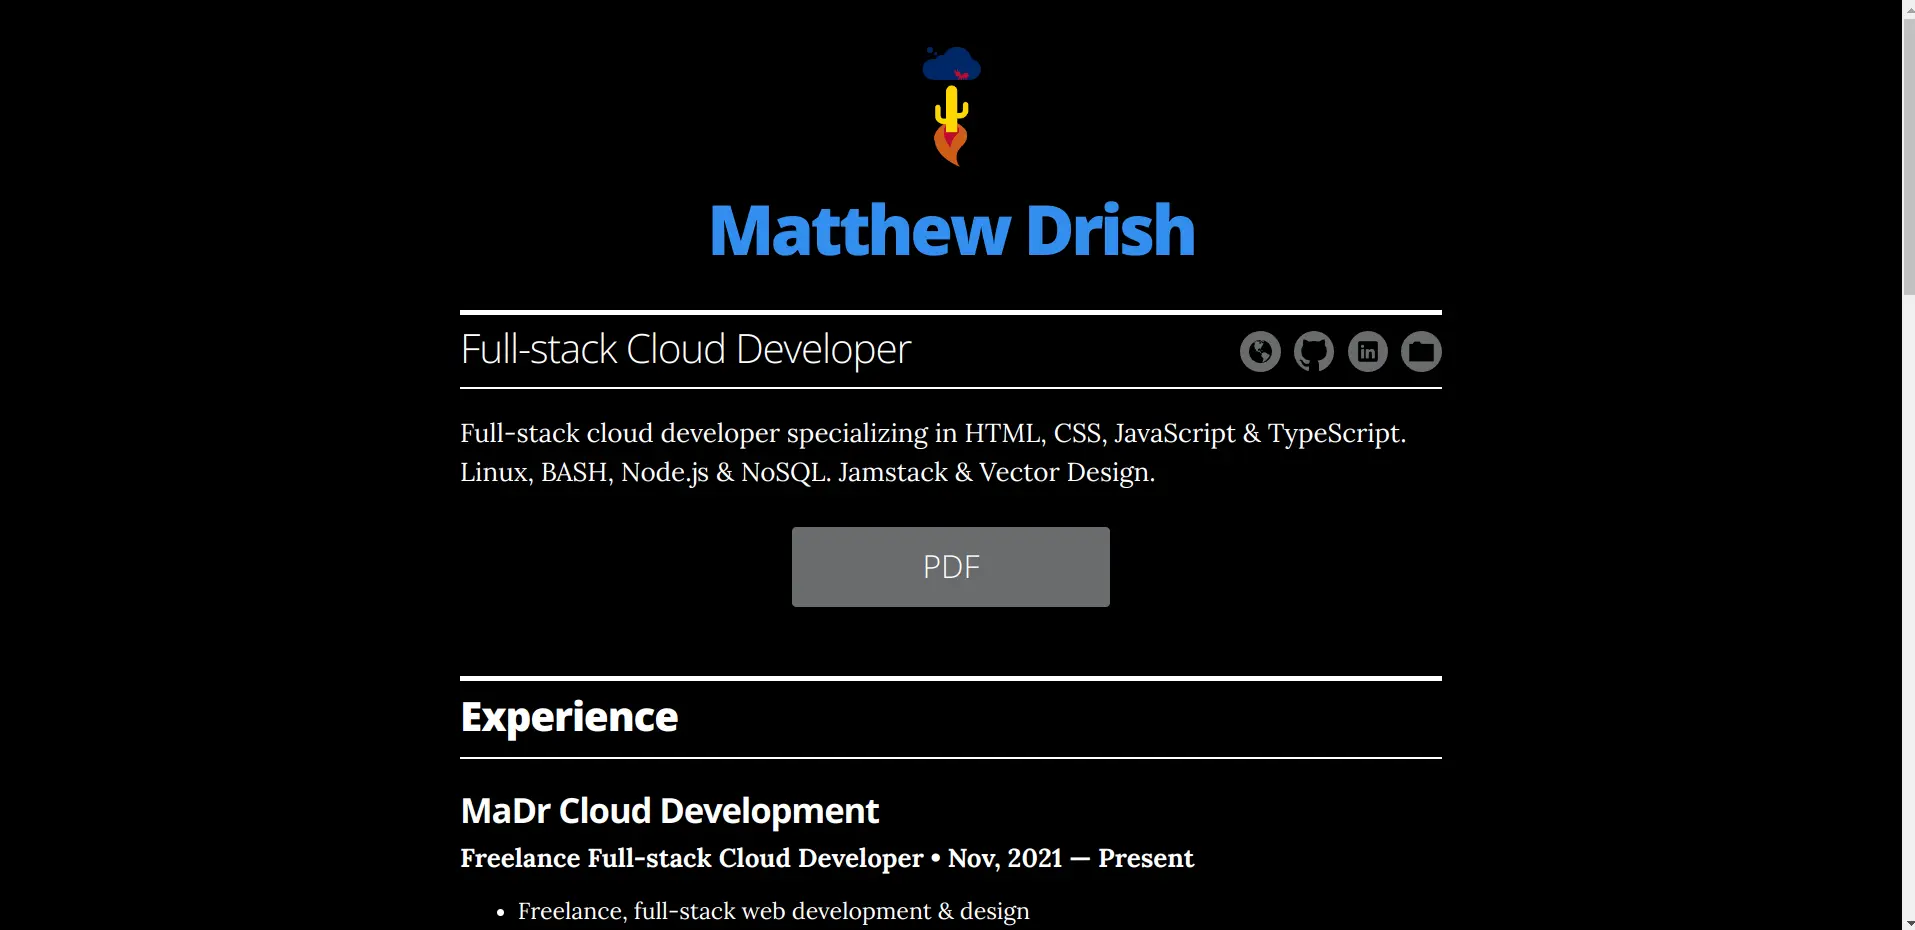 Matthew Drish
Full-stack Cloud Developer
Full-stack cloud developer specializing in HTML, CSS, JavaScript & TypeScript.
Linux, BASH, Node.js & NoSQL. Jamstack & Vector Design.
PDF
Experience
MaDr Cloud Development
Freelance Full-stack Cloud Developer • Nov, 2021 — Present
• Freelance, full-stack web development & design